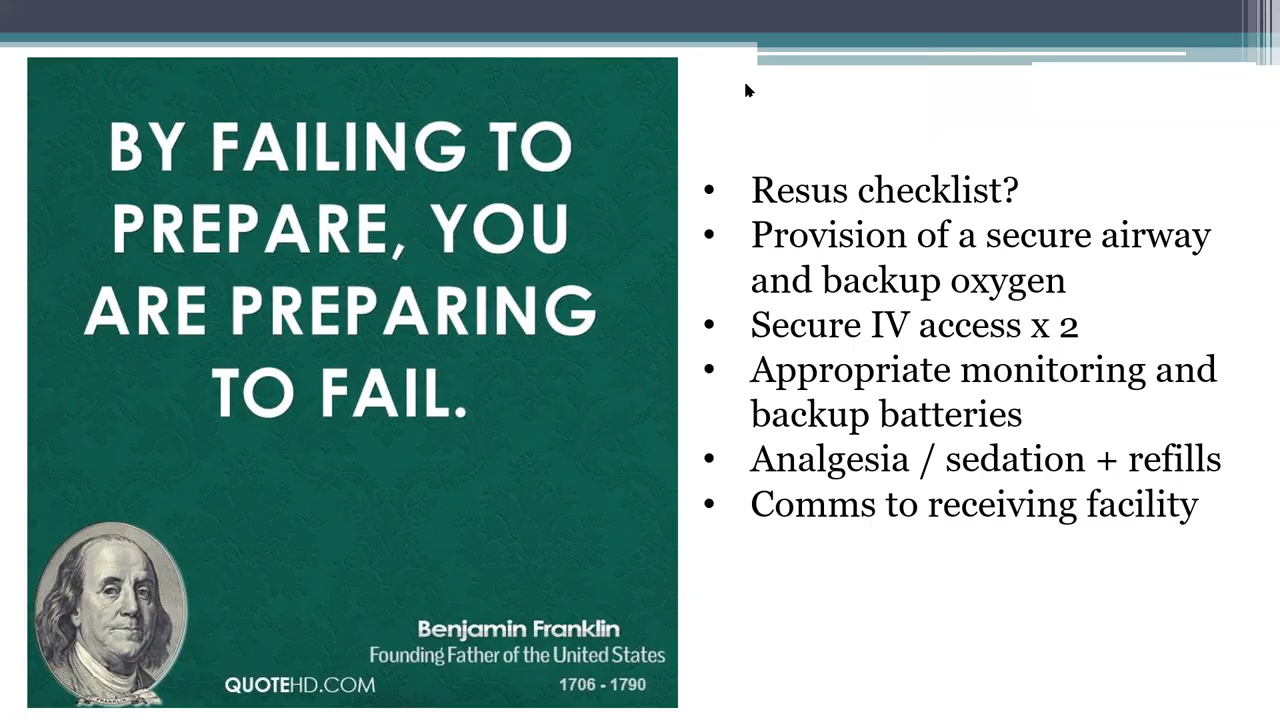 BY FAILING TO
PREPARE, YOU
ARE PREPARING
TO FAIL.
Benjamin Franklin
Founding Father of the United States
1706 - 1790
QUOTEHD.COM
FRANKLIN
• Resus checklist?
• Provision of a secure airway
and backup oxygen
• Secure IV access x 2
• Appropriate monitoring and
backup batteries
• Analgesia / sedation + refills
• Comms to receiving facility